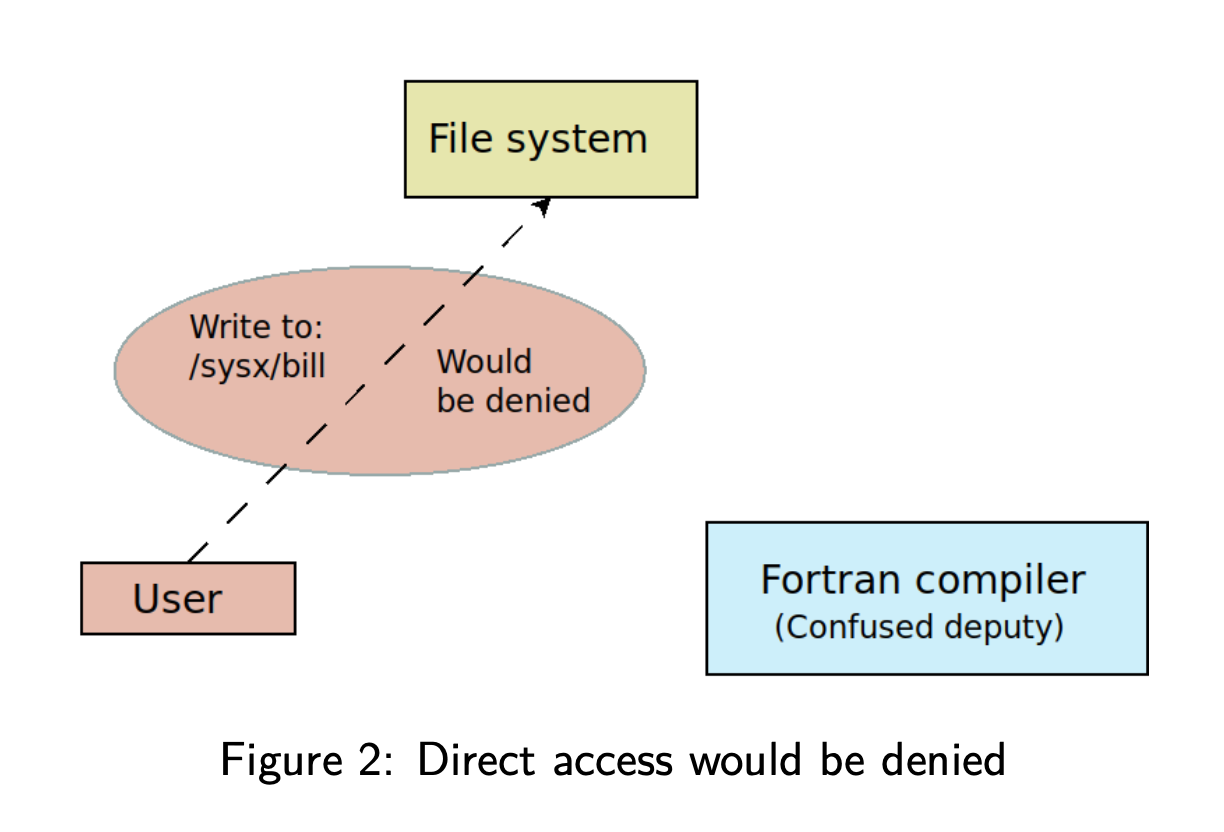 File system
Write to:
/sysx/bill
Would
be denied
User
Fortran compiler
(Confused deputy)
Figure 2: Direct access would be denied